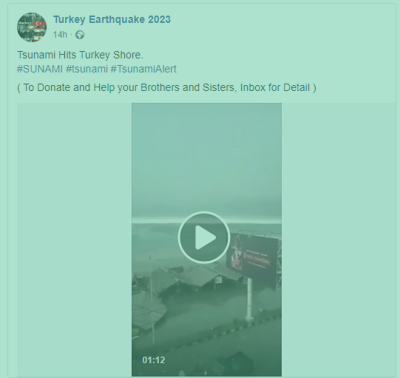 Turkey Earthquake 2023
14h ·
Tsunami Hits Turkey Shore.
#SUNAMI #tsunami #TsunamiAlert
( To Donate and Help your Brothers and Sisters, Inbox for Detail )
01:12